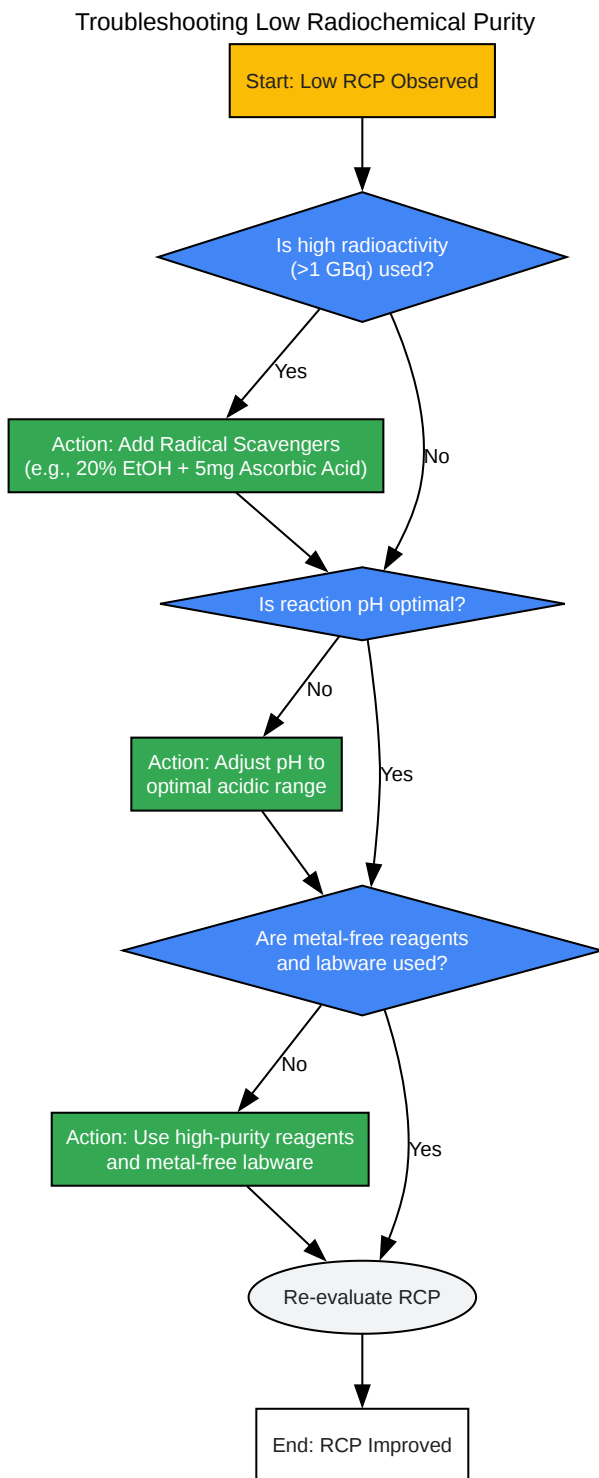 Troubleshooting Low Radiochemical Purity
Start: Low RCP Observed
Is high radioactivity
(>1 GBq) used?
Yes
No
Action: Add Radical Scavengers
(e.g., 20% EtOH + 5mg Ascorbic Acid)
Is reaction pH optimal?
No
Yes
Action: Adjust pH to
optimal acidic range
Are metal-free reagents
and labware used?
No
Yes
Action: Use high-purity reagents
and metal-free labware
Re-evaluate RCP
End: RCP Improved